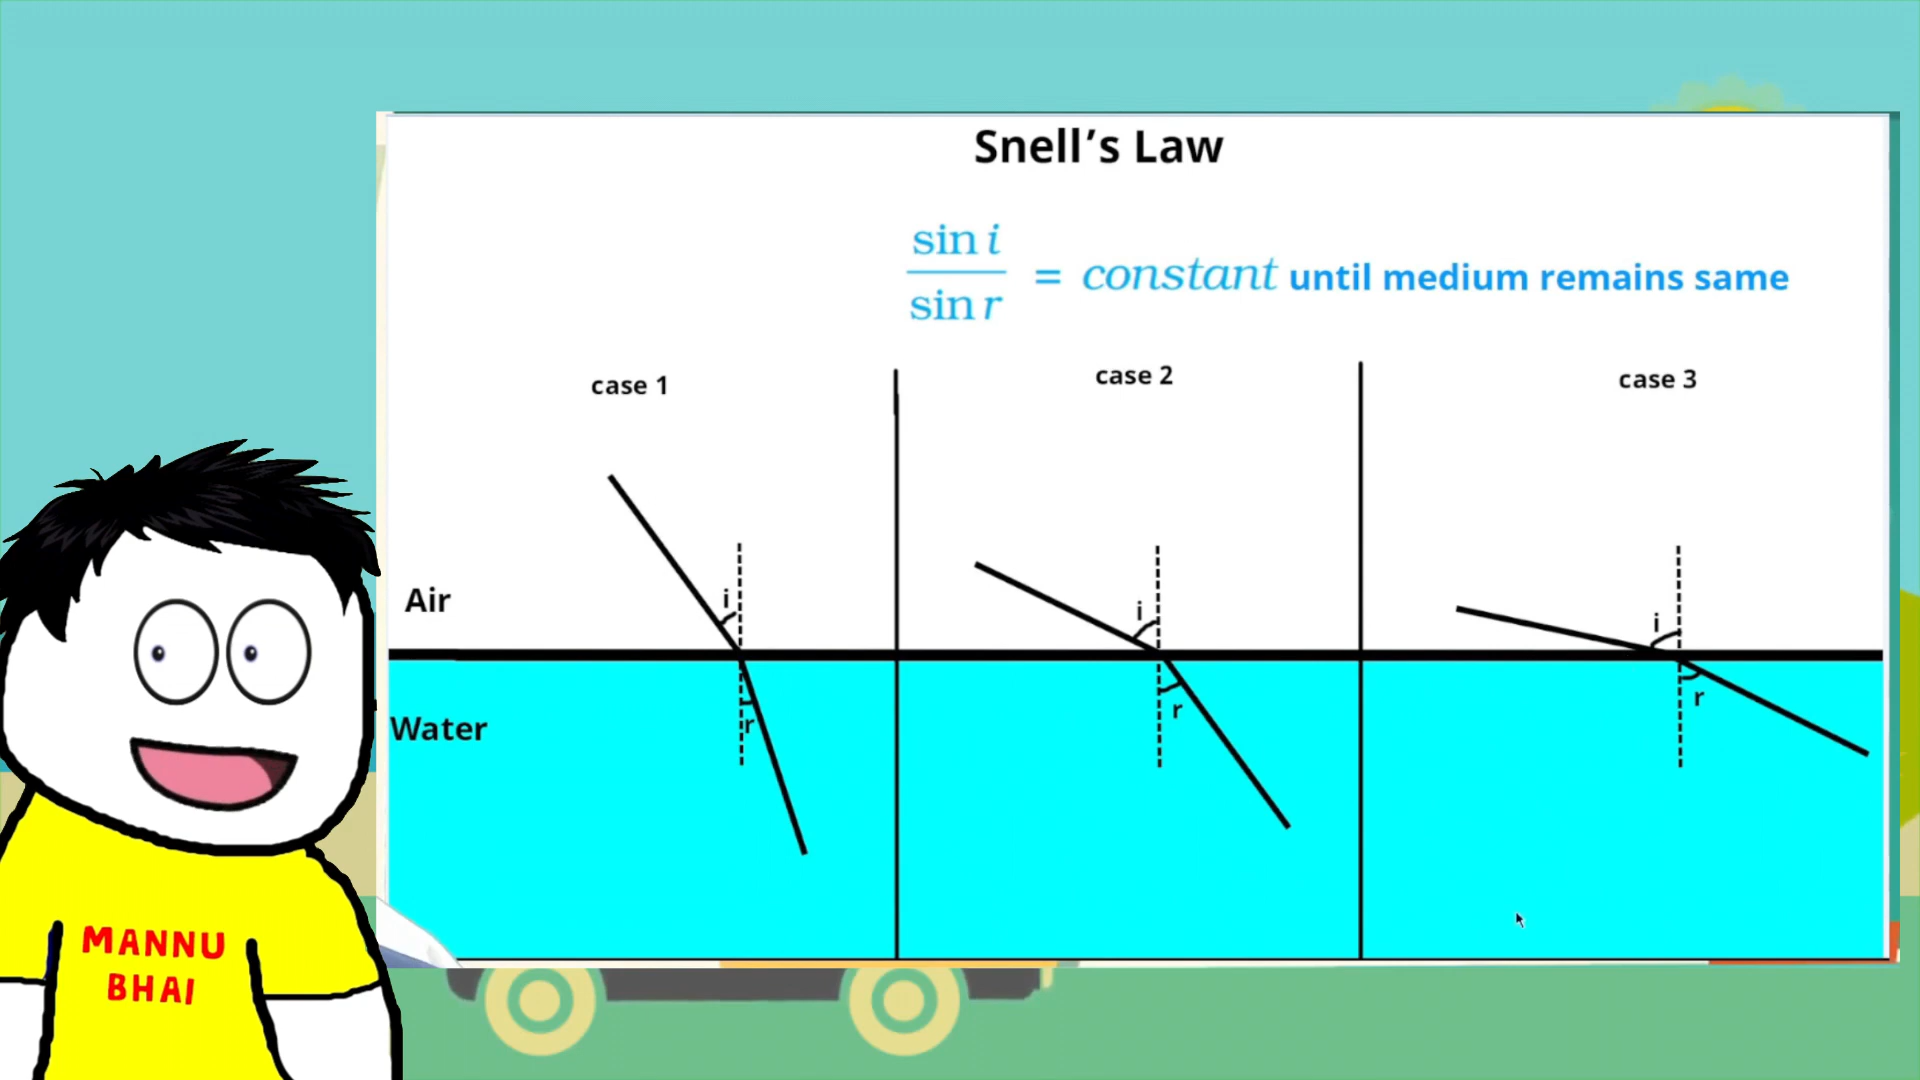 Snell’s Law
sin i
sin r
= constant until medium remains same
case 1
case 2
case 3
i
i
i
Air
r
r
r
Water
MANNU
BHAI